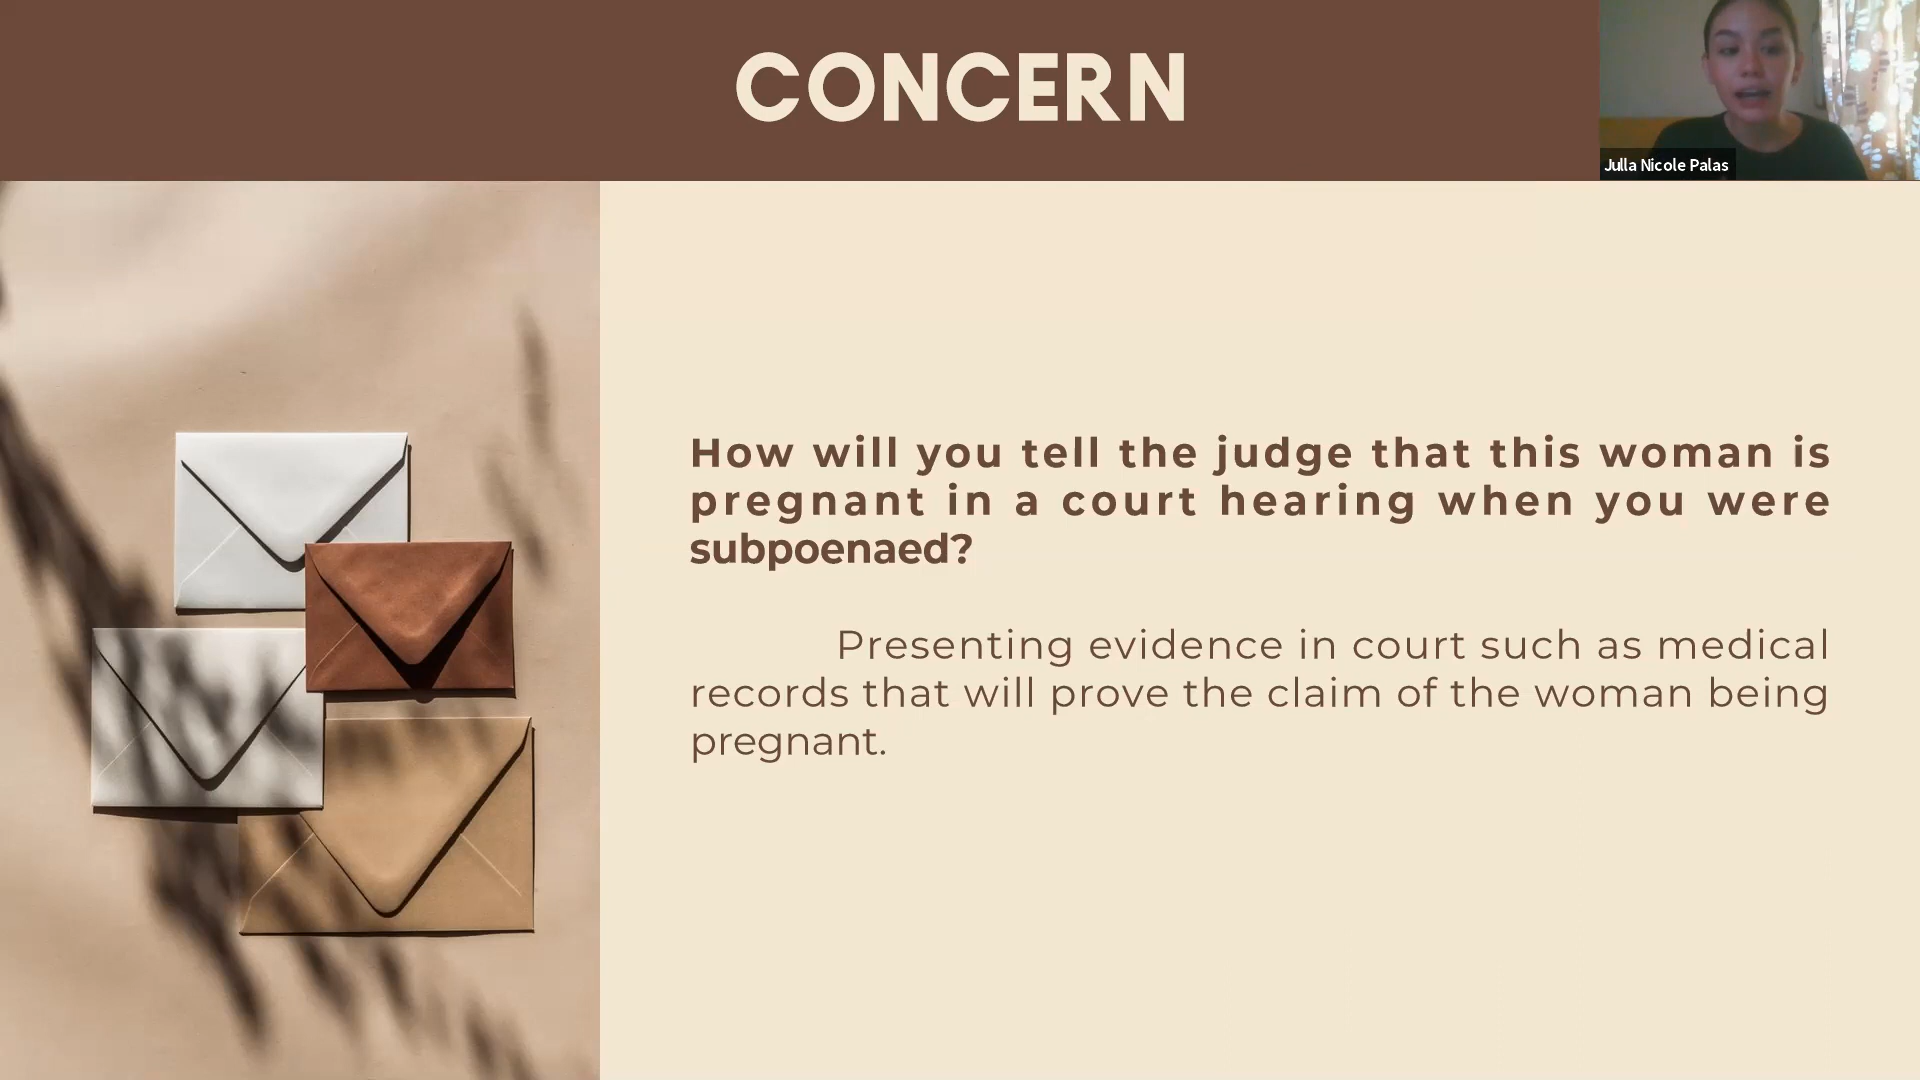 CONCERN
Julla Nicole Palas
How will you tell the judge that this woman is
pregnant in a court hearing when you were
subpoenaed?
Presenting evidence in court such as medical
records that will prove the claim of the woman being
pregnant.